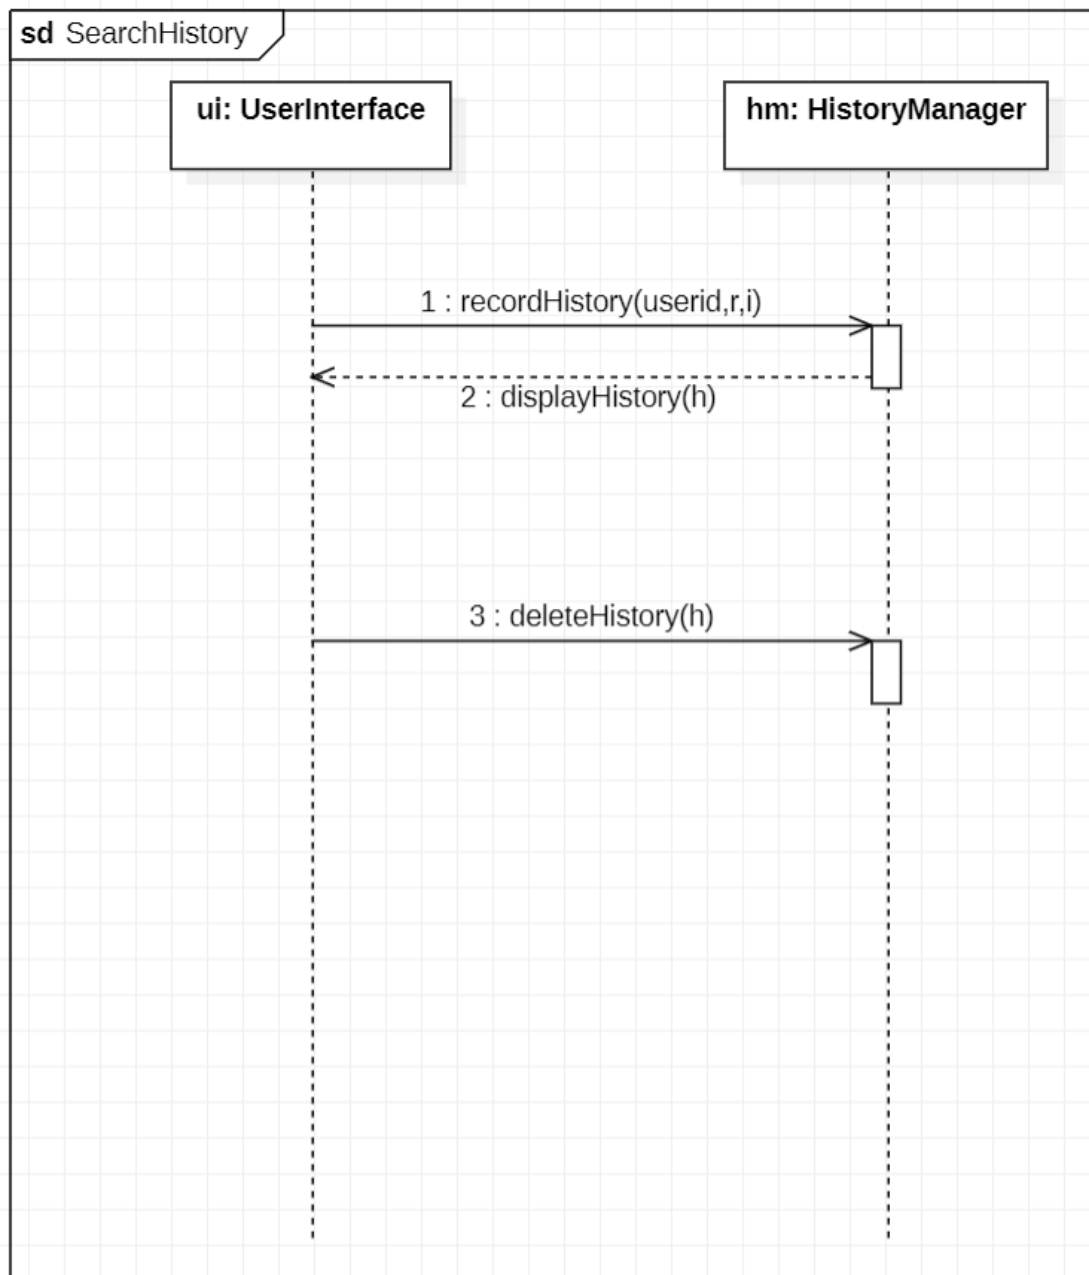 sd SearchHistory
ui: UserInterface
hm: HistoryManager
1 : recordHistory(userid,r,i)
2 : displayHistory(h)
3 : deleteHistory(h)